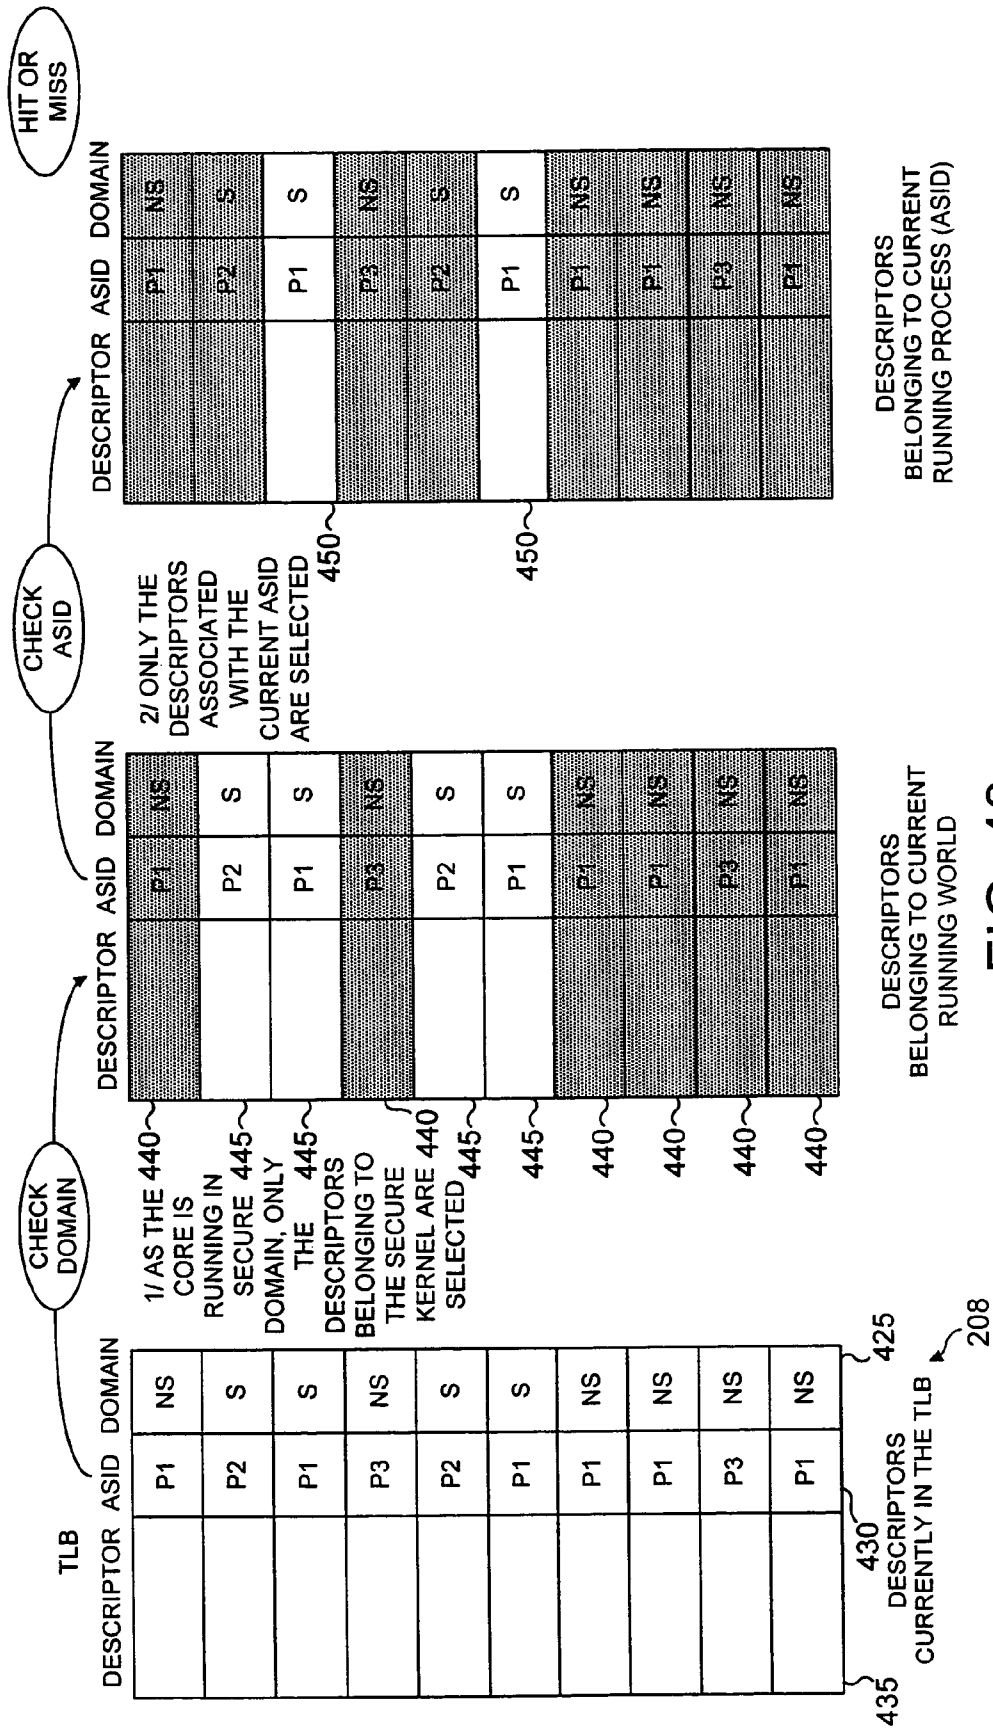 TLB
DESCRIPTOR ASID DOMAIN
P1 NS
P2 S
P1 S
P3 NS
P2 S
P1 S
P1 NS
P1 NS
P3 NS
P1 NS
435
430
425
DESCRIPTORS
CURRENTLY IN THE TLB
208
CHECK
DOMAIN
1/ AS THE
CORE IS
RUNNING IN
SECURE
DOMAIN, ONLY
THE
DESCRIPTORS
BELONGING TO
THE SECURE
KERNEL ARE
SELECTED
440
445
445
440
445
445
440
440
440
440
DESCRIPTOR ASID DOMAIN
P1 NS
P2 S
P1 S
P3 NS
P2 S
P1 S
P1 NS
P1 NS
P3 NS
P1 NS
DESCRIPTORS
BELONGING TO CURRENT
RUNNING WORLD
CHECK
ASID
2/ ONLY THE
DESCRIPTORS
ASSOCIATED
WITH THE
CURRENT ASID
ARE SELECTED
450
450
DESCRIPTOR ASID DOMAIN
P1 NS
P2 S
P1 S
P3 NS
P2 S
P1 S
P1 NS
P1 NS
P3 NS
P1 NS
DESCRIPTORS
BELONGING TO CURRENT
RUNNING PROCESS (ASID)
HIT OR
MISS